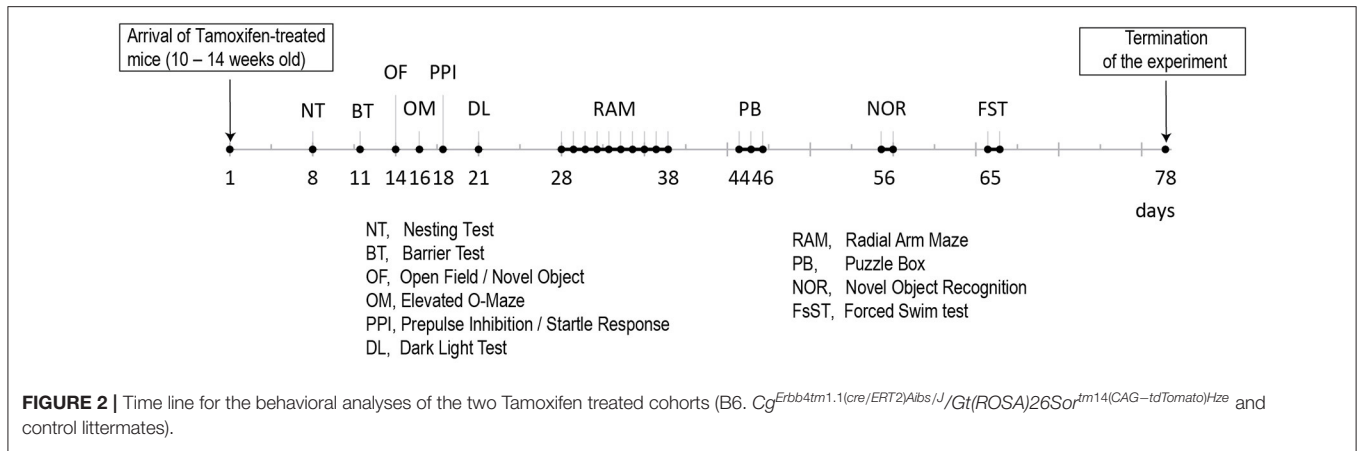 Arrival of Tamoxifen-treated
mice (10 – 14 weeks old)
Termination
of the experiment
OF PPI
NT BT OM DL RAM PB NOR FST
1 8 11 14 16 18 21 28 38 44 46 56 65 78
days
NT, Nesting Test
BT, Barrier Test
OF, Open Field / Novel Object
OM, Elevated O-Maze
PPI, Prepulse Inhibition / Startle Response
DL, Dark Light Test
RAM, Radial Arm Maze
PB, Puzzle Box
NOR, Novel Object Recognition
FsST, Forced Swim test
FIGURE 2 | Time line for the behavioral analyses of the two Tamoxifen treated cohorts (B6. Cg^Erbb4tm1.1(cre/ERT2)Aibs/J/Gt(ROSA)26Sor^tm14(CAG−tdTomato)Hze and
control littermates).